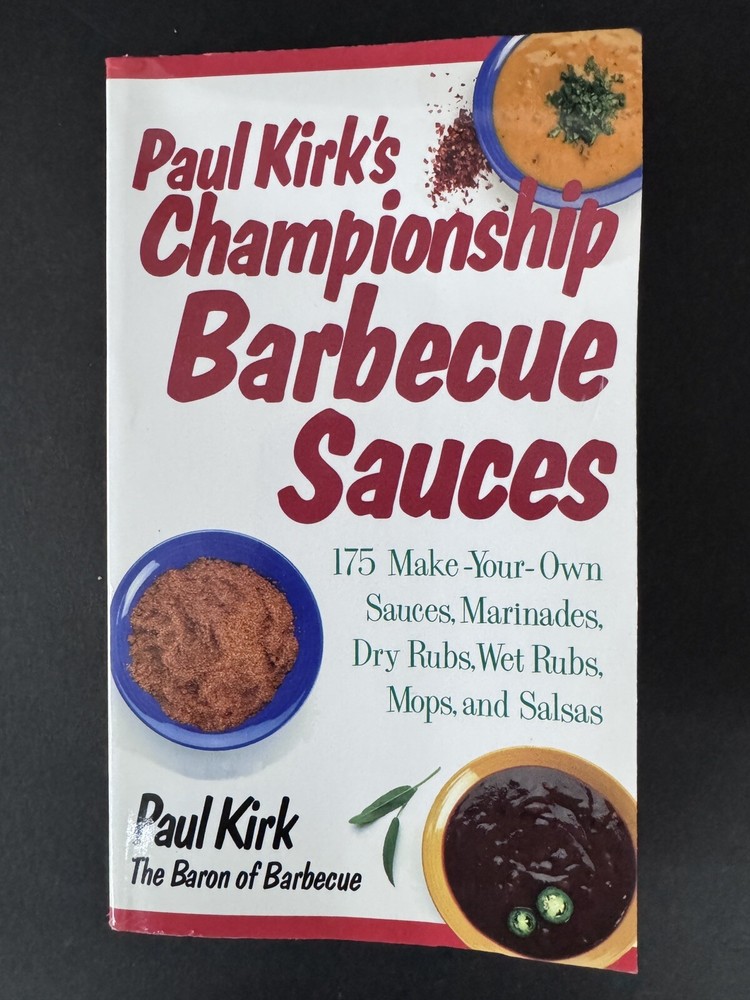 Paul Kirk's
Championship
Barbecue
Sauces
175 Make-Your-Own
Sauces, Marinades,
Dry Rubs, Wet Rubs,
Mops, and Salsas
Paul Kirk
The Baron of Barbecue